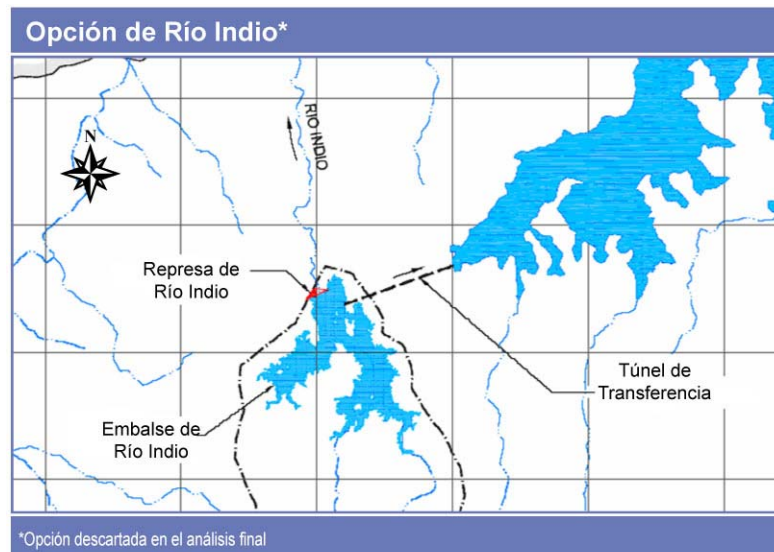 Opción de Río Indio*
N
RIO INDIO
Represa de
Río Indio
Túnel de
Transferencia
Embalse de
Río Indio
*Opción descartada en el análisis final